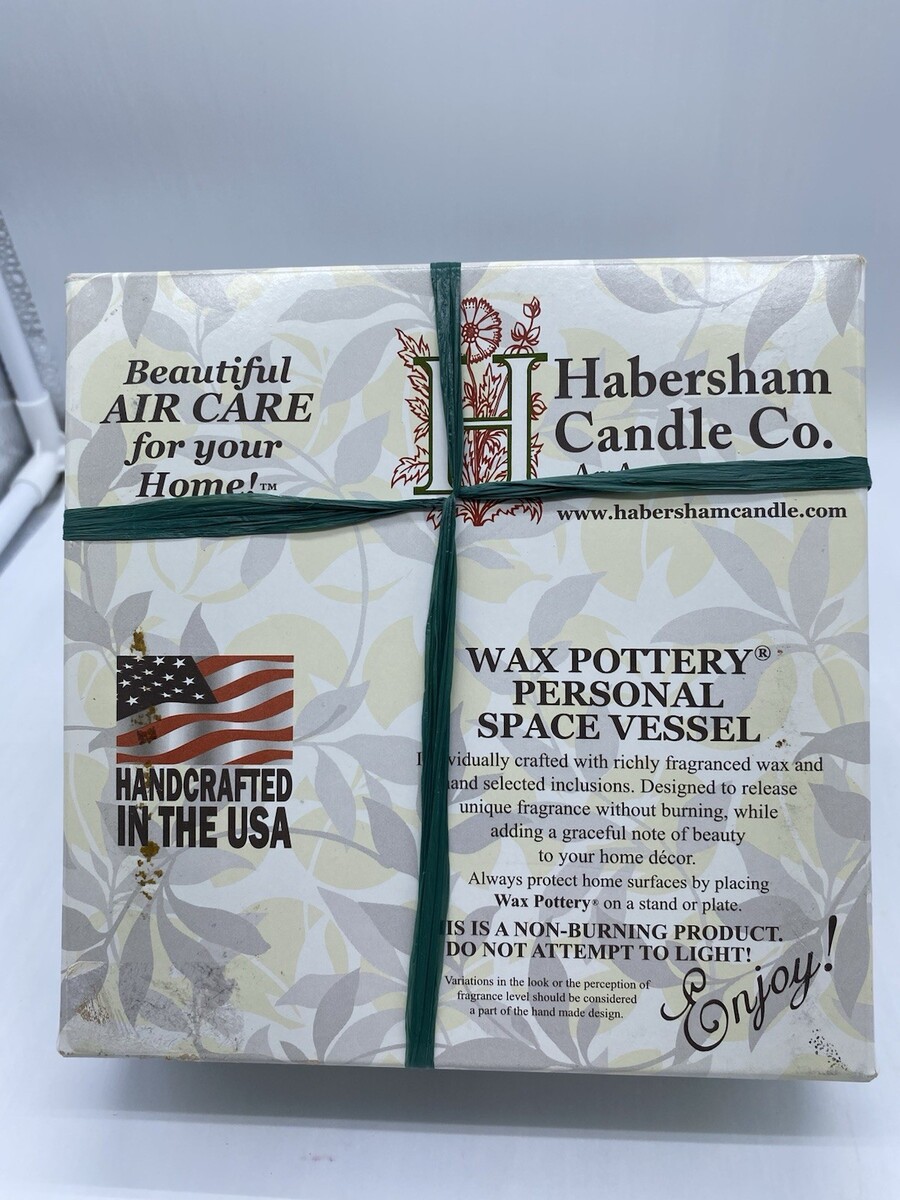 Beautiful
AIR CARE
for your
Home!™
H
Habersham
Candle Co.
www.habershamcandle.com
HANDCRAFTED
IN THE USA
WAX POTTERY®
PERSONAL
SPACE VESSEL
crafted with richly fragranced wax and
selected inclusions. Designed to release
unique fragrance without burning, while
adding a graceful note of beauty
to your home décor.
Always protect home surfaces by placing
Wax Pottery® on a stand or plate.
IS A NON-BURNING PRODUCT.
DO NOT ATTEMPT TO LIGHT!
Variations in the look or the perception of
fragrance level should be considered
a part of the hand made design.
Enjoy!